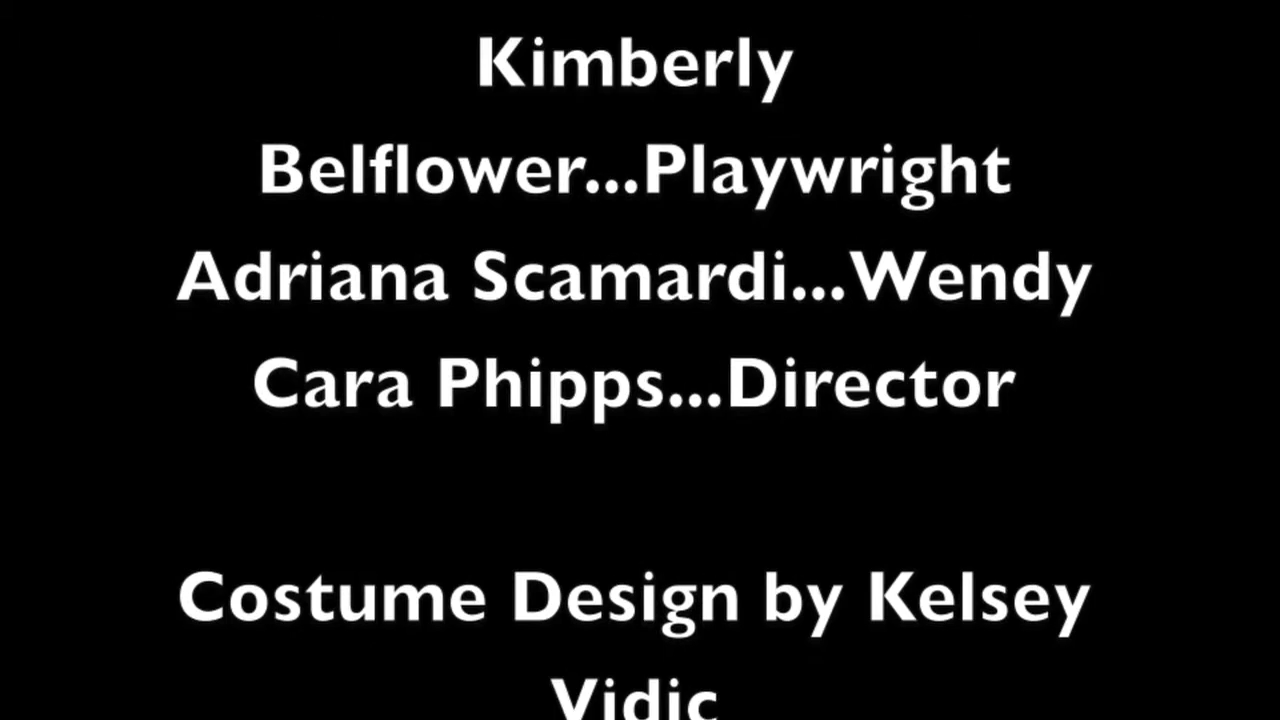 Kimberly
Belflower...Playwright
Adriana Scamardi...Wendy
Cara Phipps...Director
Costume Design by Kelsey
Vidic